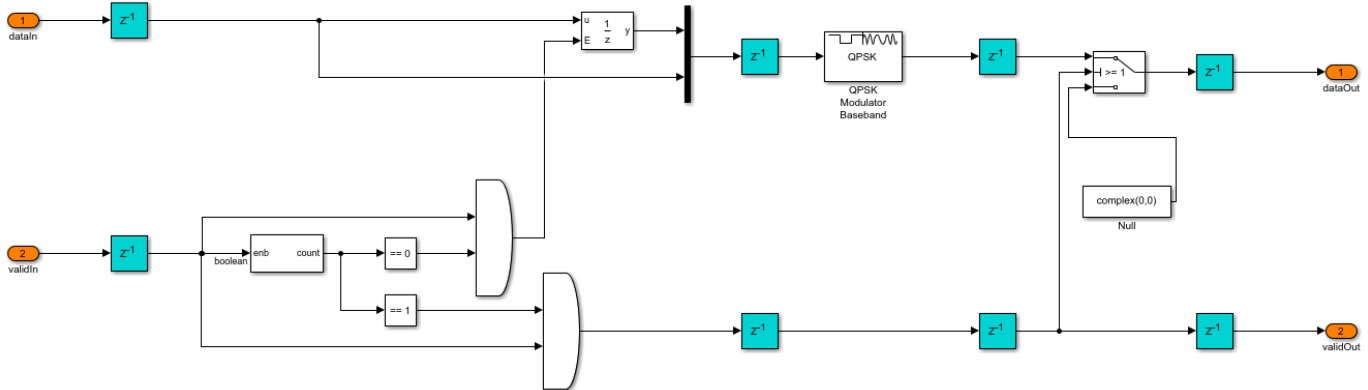 1
dataIn
Z-1
u
E
1
z
y
Z-1
QPSK
QPSK
Modulator
Baseband
Z-1
>= 1
Z-1
1
dataOut
complex(0,0)
Null
2
validIn
Z-1
boolean
enb
count
== 0
== 1
Z-1
Z-1
Z-1
2
validOut